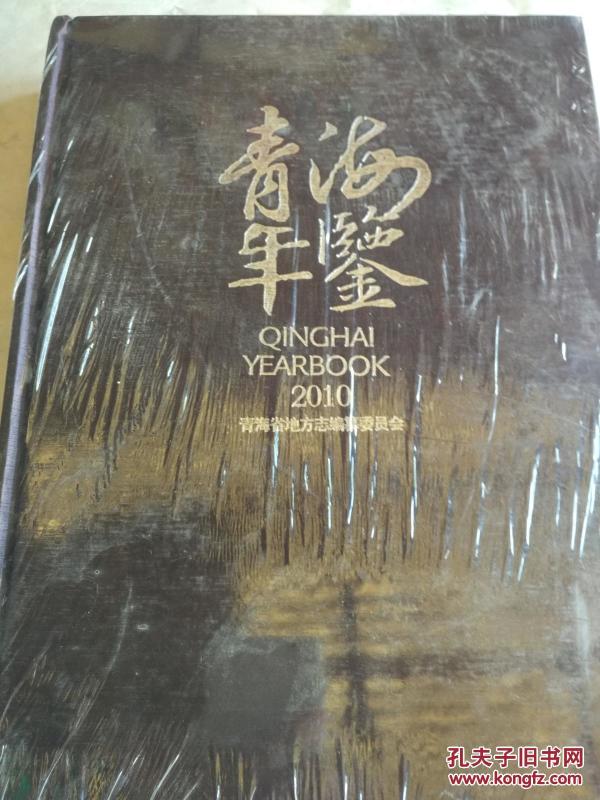 青海
年鑒
QINGHAI
YEARBOOK
2010
青海省地方志编纂委员会
孔夫子旧书网
www.kongfz.com